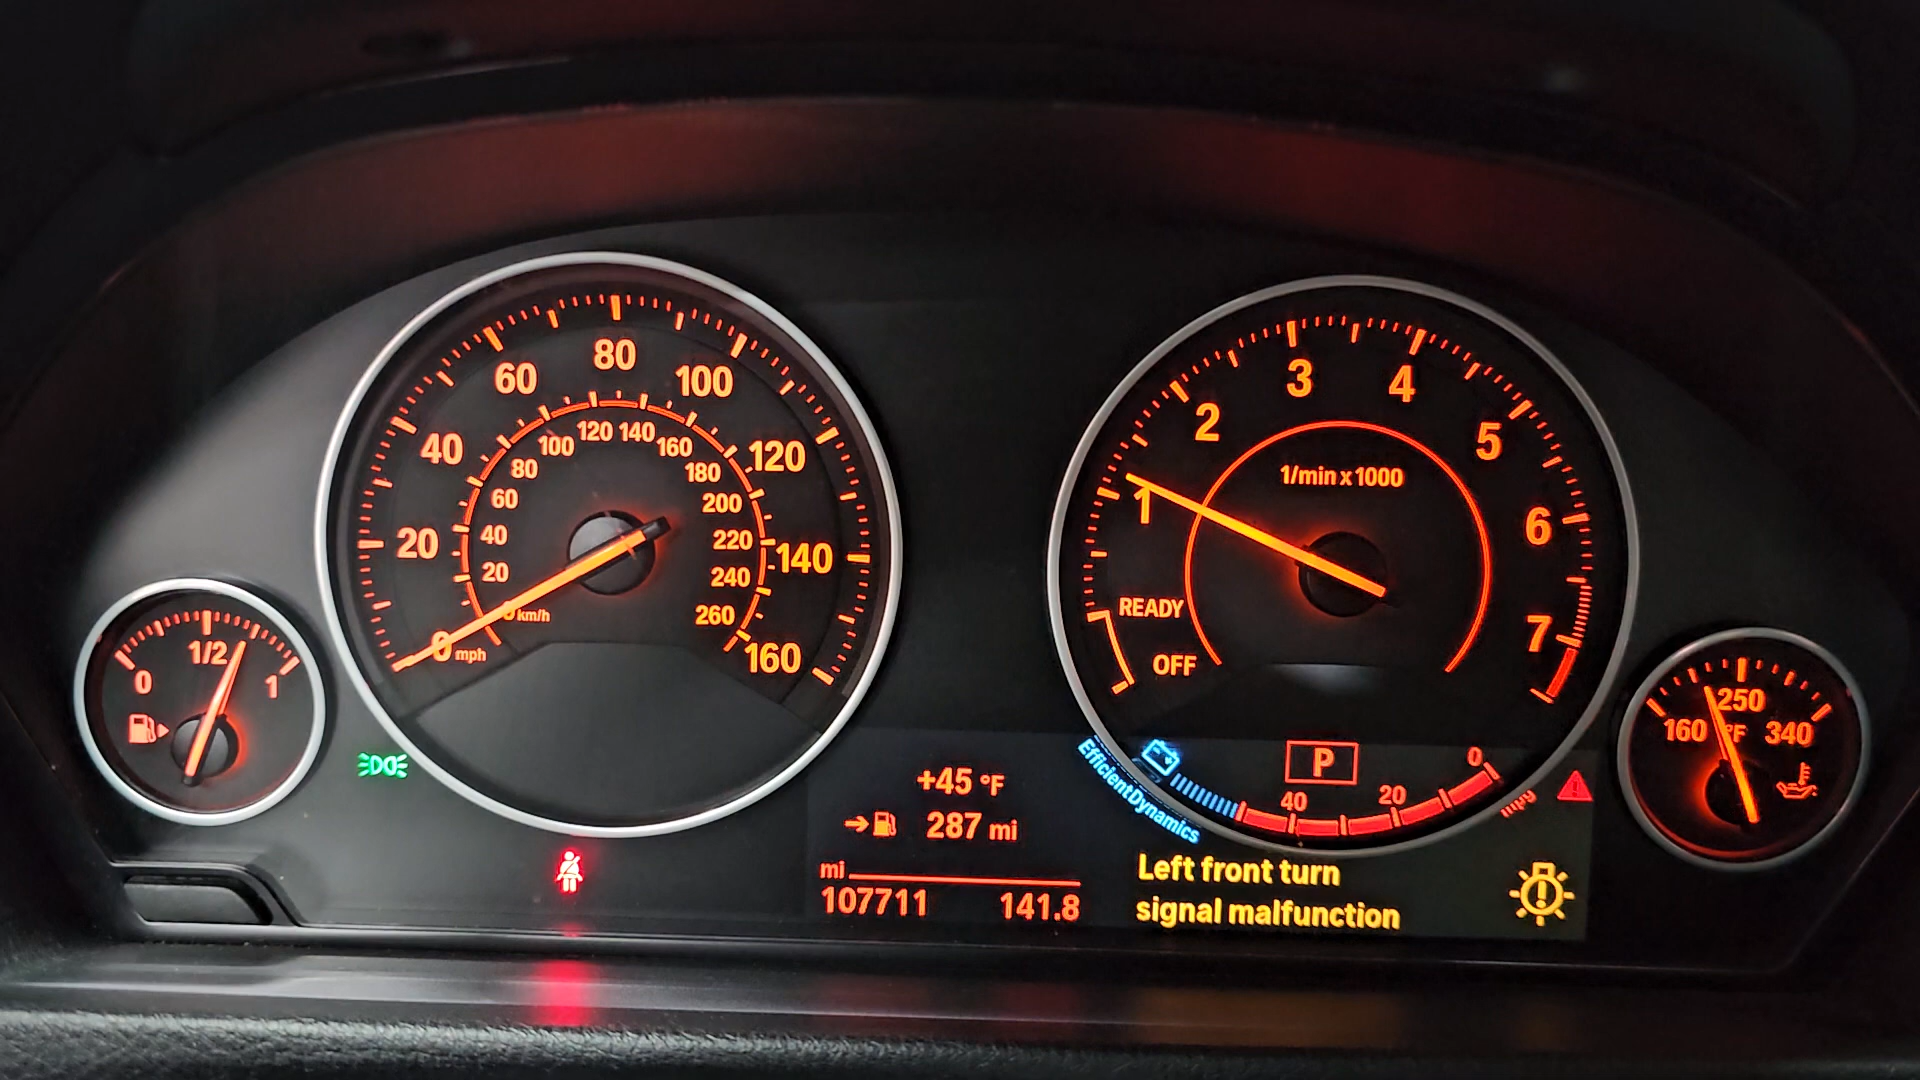 80
60
100
40
120
20
140
0 mph
160
100
120
140
160
80
180
60
200
40
220
20
240
km/h
260
0
1/2
1
3
4
2
5
1/min x 1000
1
6
READY
7
OFF
250
160
°F
340
P
0
20
40
EfficientDynamics
+45 °F
287 mi
mi
107711 141.8
Left front turn
signal malfunction